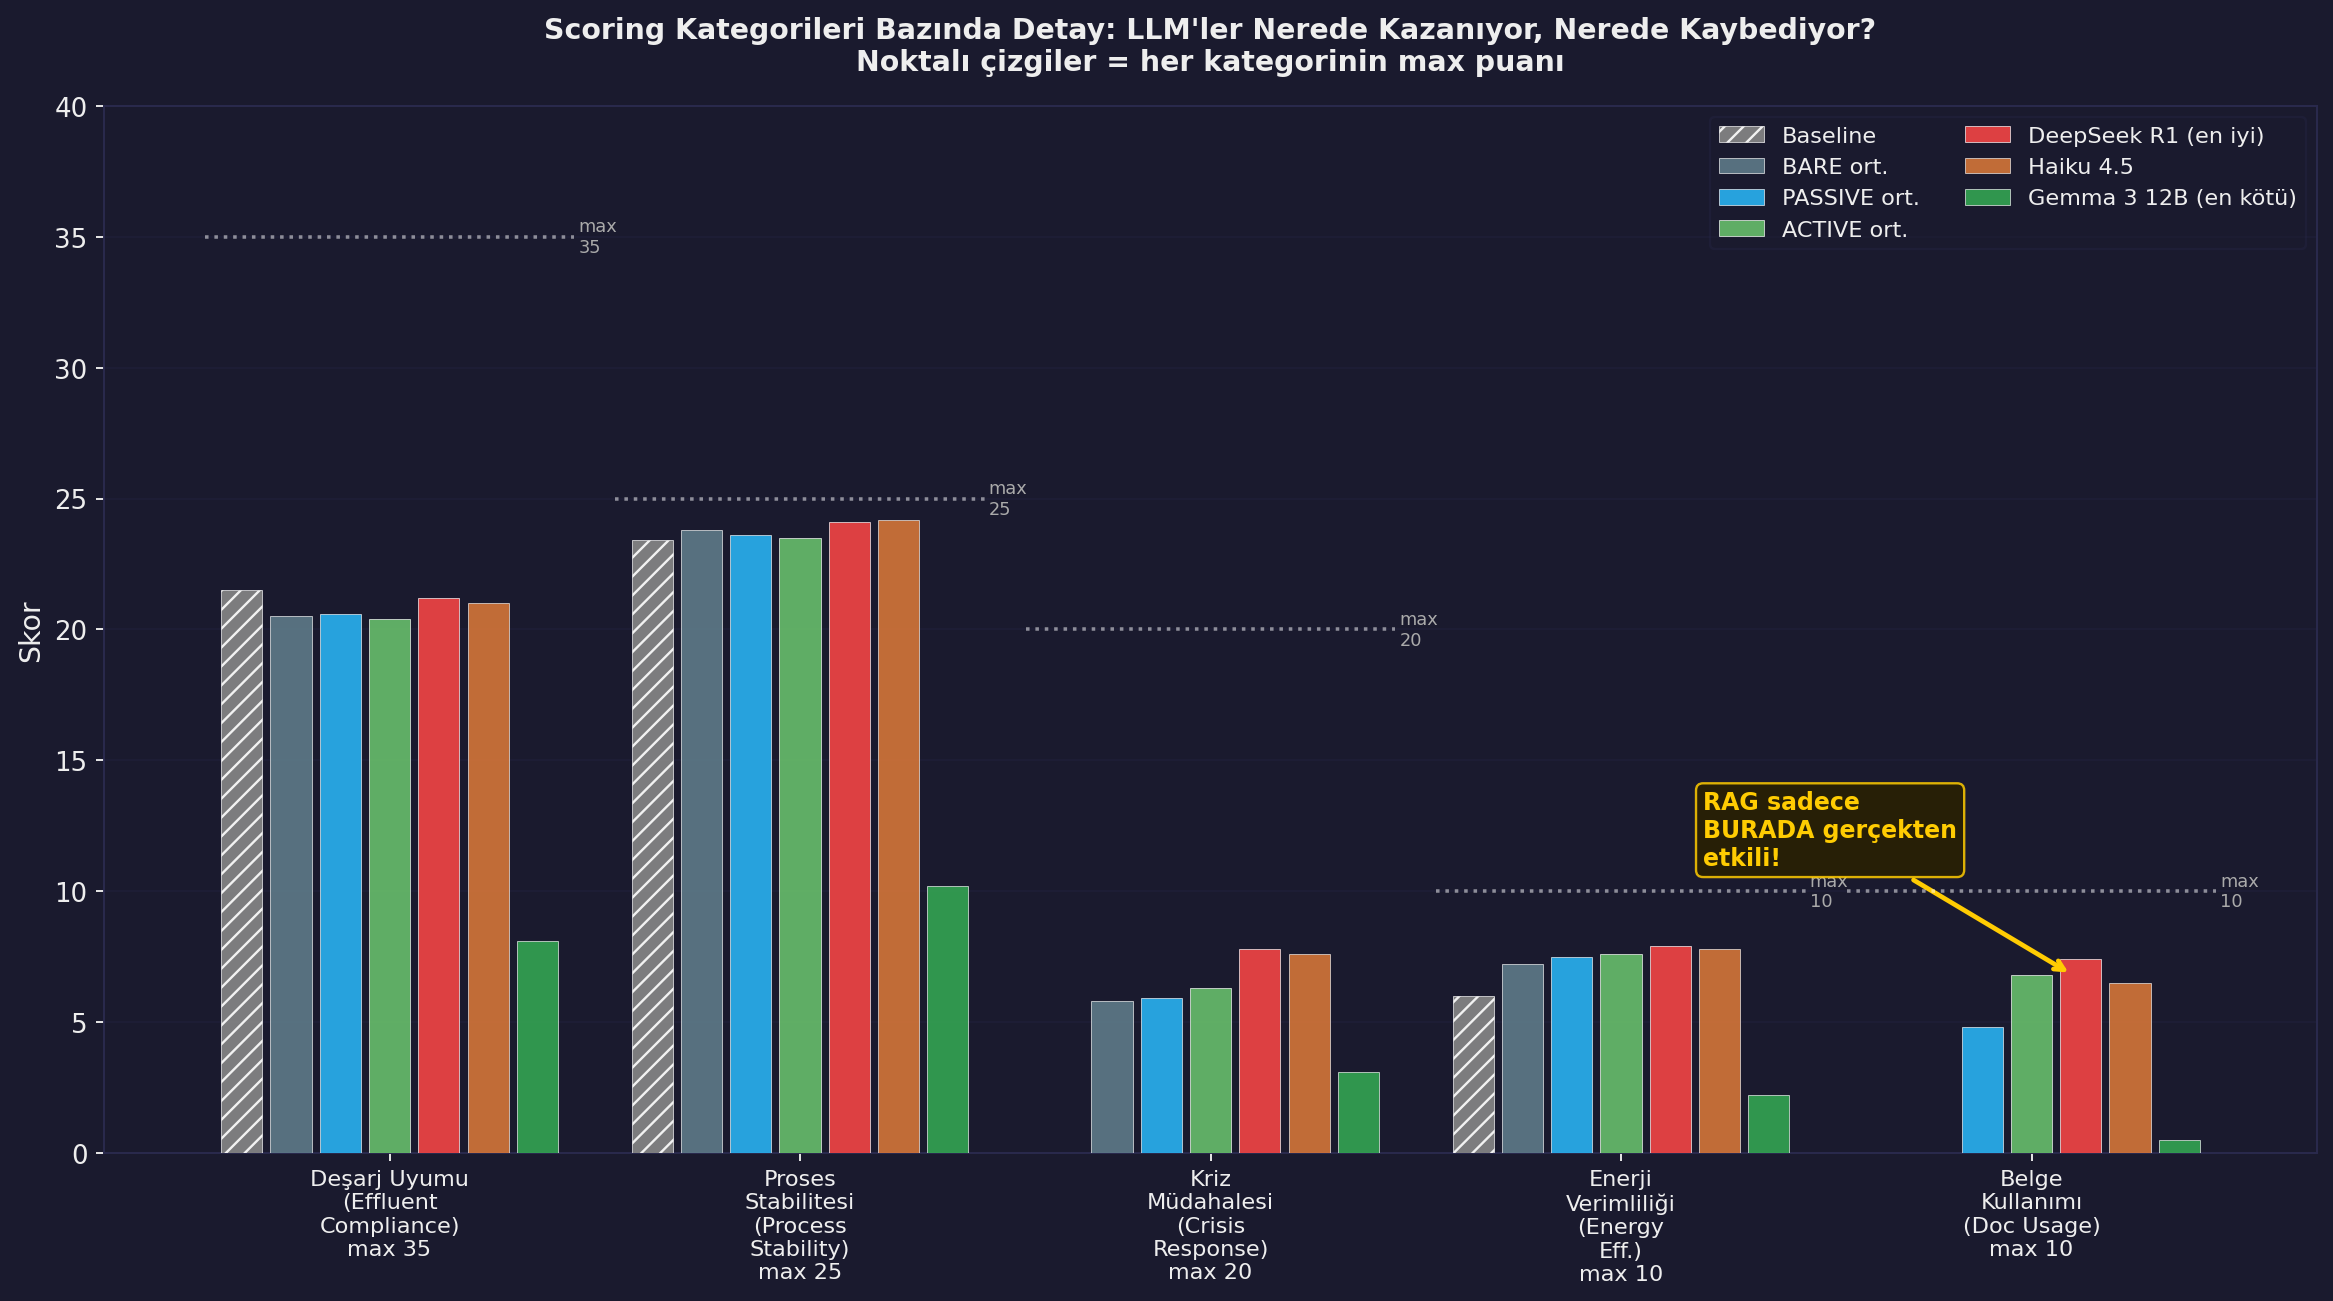 Scoring Kategorileri Bazında Detay: LLM'ler Nerede Kazanıyor, Nerede Kaybediyor?
Noktalı çizgiler = her kategorinin max puanı
Skor
40
35
30
25
20
15
10
5
0
Baseline
BARE ort.
PASSIVE ort.
ACTIVE ort.
DeepSeek R1 (en iyi)
Haiku 4.5
Gemma 3 12B (en kötü)
max
35
max
25
max
20
max
10
max
10
RAG sadece
BURADA gerçekten
etkili!
Deşarj Uyumu
(Effluent
Compliance)
max 35
Proses
Stabilitesi
(Process
Stability)
max 25
Kriz
Müdahalesi
(Crisis
Response)
max 20
Enerji
Verimliliği
(Energy
Eff.)
max 10
Belge
Kullanımı
(Doc Usage)
max 10